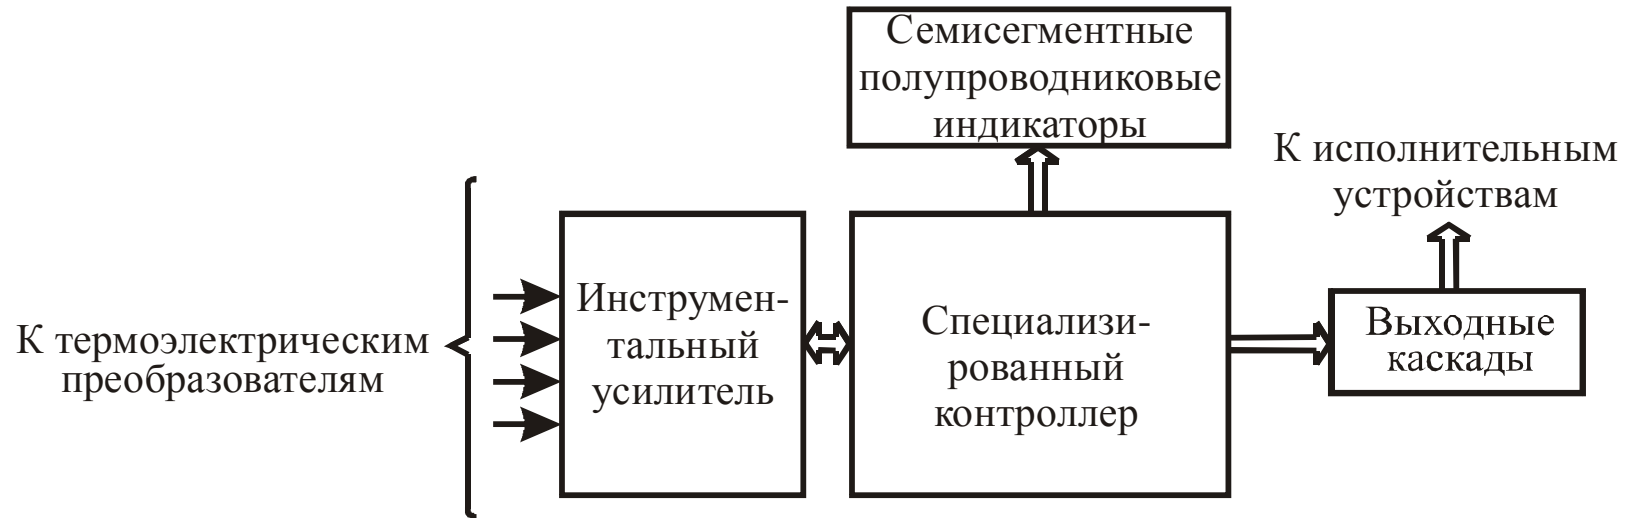 Семисегментные
полупроводниковые
индикаторы
К исполнительным
устройствам
К термоэлектрическим
преобразователям
Инструмен-
тальный
усилитель
Специализи-
рованный
контроллер
Выходные
каскады